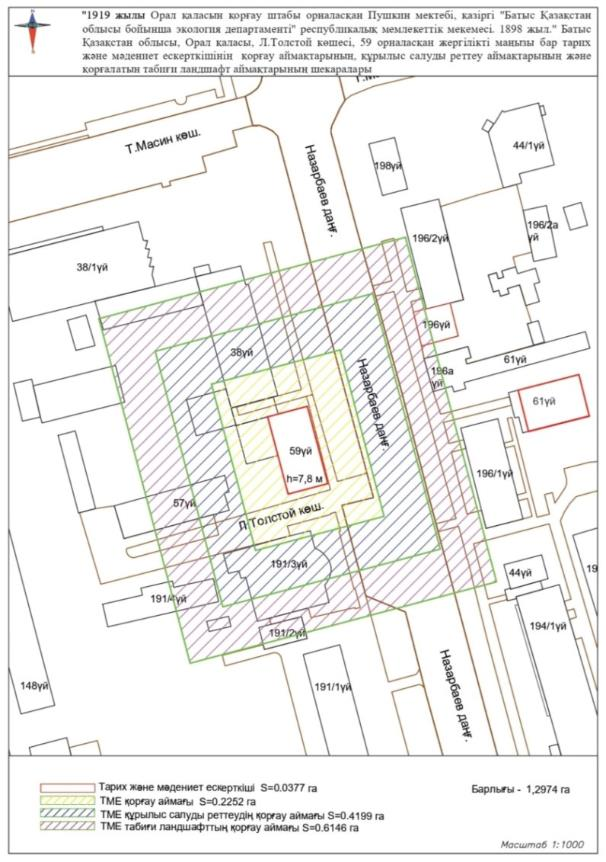 "1919 жылы Орал қаласын қорғау штабы орналасқан Пушкин мектебі, қазіргі "Батыс Қазақстан
облысы бойынша экология департаменті" республикалық мемлекеттік мекемесі. 1898 жыл." Батыс
Қазақстан облысы, Орал қаласы, Л.Толстой көшесі, 59 орналасқан жергілікті маңызы бар тарих
және мәдениет ескерткішінің қорғау аймақтарының, құрылыс салуды реттеу аймақтарының және
қорғалатын табиғи ландшафт аймақтарының шекаралары
Т.Масин көш.
Назарбаев даңғ.
198үй
44/1үй
196/2үй
196/2а
үй
38/1үй
196үй
38үй
Назарбаев даңғ.
196а
үй
61үй
61үй
59үй
h=7,8 м
196/1үй
57үй
Л.Толстой көш.
191/3үй
44үй
191/4үй
194/1үй
191/2үй
148үй
191/1үй
Назарбаев даңғ.
Тарих және мәдениет ескерткіші S=0.0377 га
Барлығы - 1,2974 га
ТМЕ қорғау аймағы S=0.2252 га
ТМЕ құрылыс салуды реттеудің қорғау аймағы S=0.4199 га
ТМЕ табиғи ландшафттың қорғау аймағы S=0.6146 га
Масштаб 1:1000